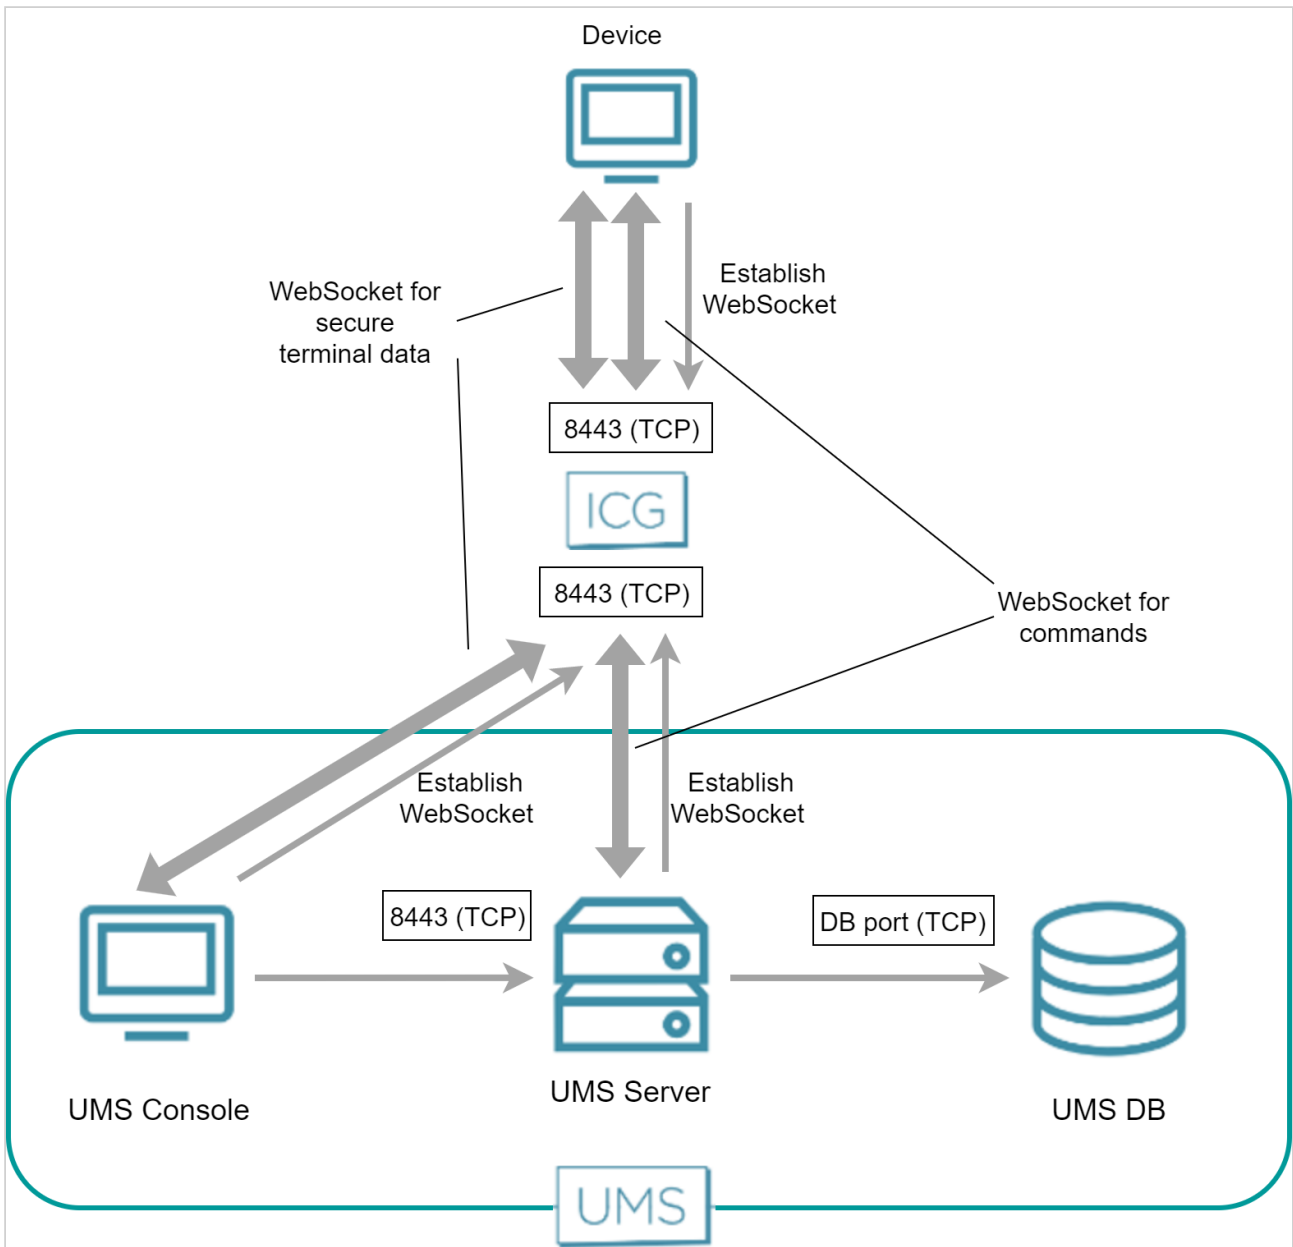 Device
Establish
WebSocket
WebSocket for
secure
terminal data
8443 (TCP)
ICG
8443 (TCP)
WebSocket for
commands
Establish
WebSocket
Establish
WebSocket
8443 (TCP)
DB port (TCP)
UMS Console
UMS Server
UMS DB
UMS